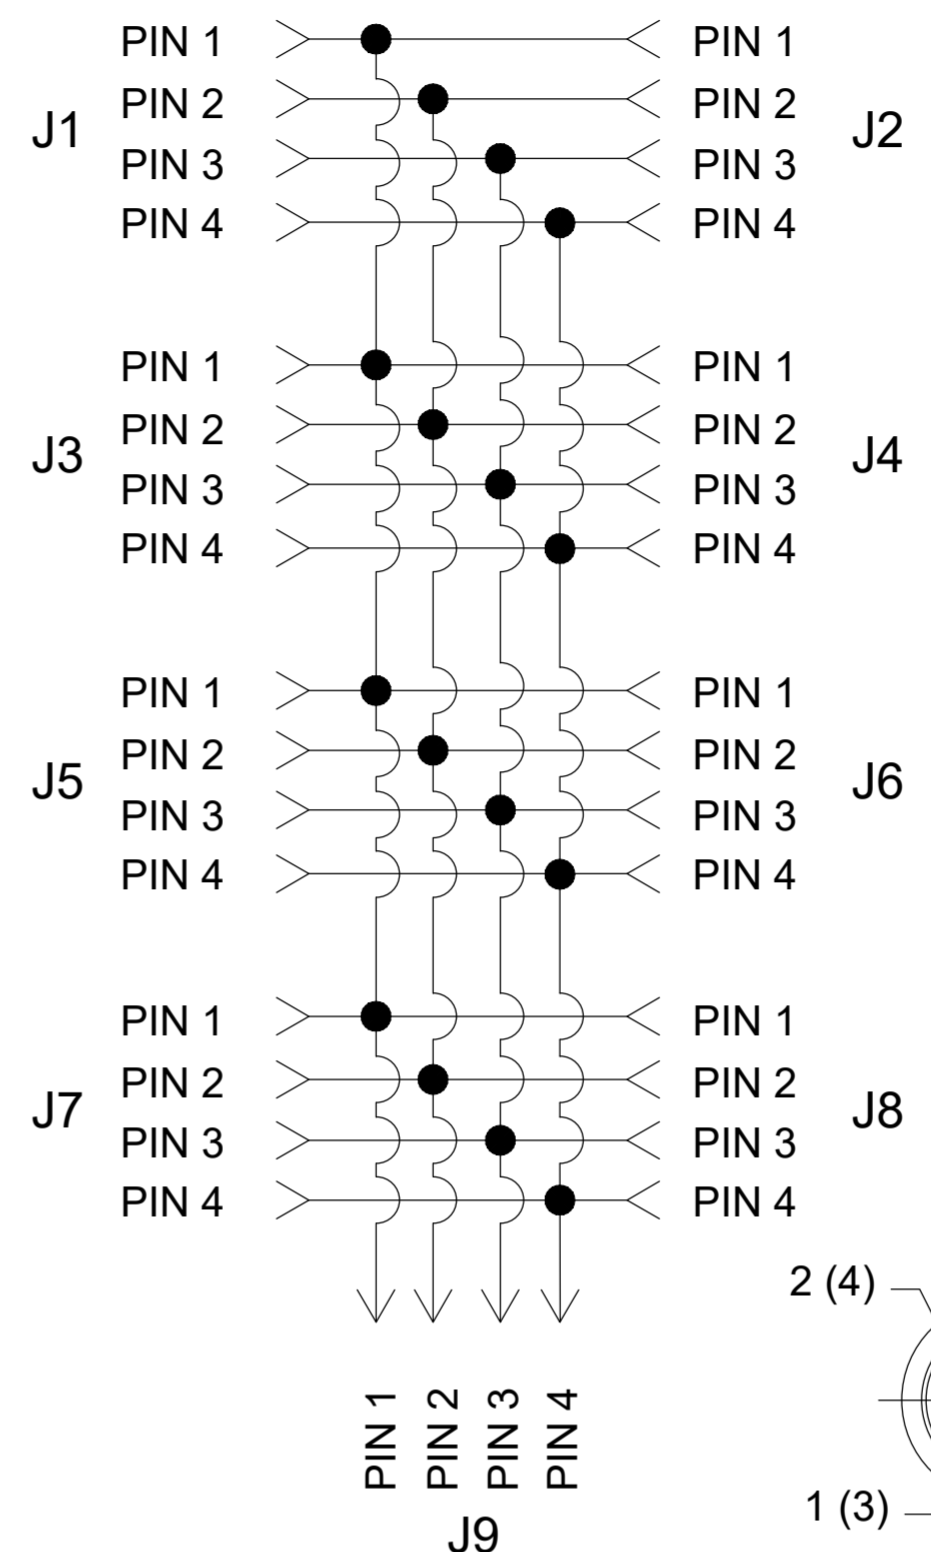 PIN 1 PIN 1
PIN 2 PIN 2
J1 J2
PIN 3 PIN 3
PIN 4 PIN 4
PIN 1 PIN 1
PIN 2 PIN 2
J3 J4
PIN 3 PIN 3
PIN 4 PIN 4
PIN 1 PIN 1
PIN 2 PIN 2
J5 J6
PIN 3 PIN 3
PIN 4 PIN 4
PIN 1 PIN 1
PIN 2 PIN 2
J7 J8
PIN 3 PIN 3
PIN 4 PIN 4
2 (4)
PIN 1
PIN 2
PIN 3
PIN 4
1 (3)
J9